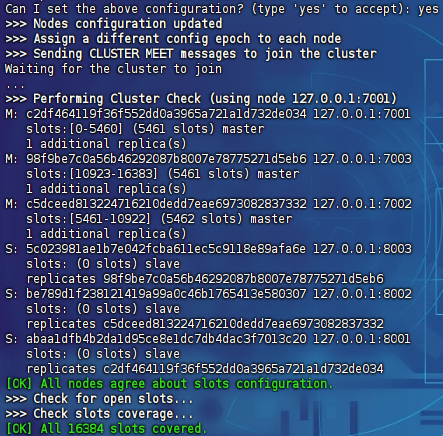 Can I set the above configuration? (type 'yes' to accept): yes
>>> Nodes configuration updated
>>> Assign a different config epoch to each node
>>> Sending CLUSTER MEET messages to join the cluster
Waiting for the cluster to join
...
>>> Performing Cluster Check (using node 127.0.0.1:7001)
M: c2df464119f36f552dd0a3965a721a1d732de034 127.0.0.1:7001
slots:[0-5460] (5461 slots) master
1 additional replica(s)
M: 98f9be7c0a56b46292087b8007e78775271d5eb6 127.0.0.1:7003
slots:[10923-16383] (5461 slots) master
1 additional replica(s)
M: c5dceed813224716210dedd7eae6973082837332 127.0.0.1:7002
slots:[5461-10922] (5462 slots) master
1 additional replica(s)
S: 5c023981ae1b7e042fcba611ec5c9118e89afa6e 127.0.0.1:8003
slots: (0 slots) slave
replicates 98f9be7c0a56b46292087b8007e78775271d5eb6
S: be789d1f238121419a99a0c46b1765413e580307 127.0.0.1:8002
slots: (0 slots) slave
replicates c5dceed813224716210dedd7eae6973082837332
S: abaa1dfb4b2da1d95ce8e1dc7db4dac3f7013c20 127.0.0.1:8001
slots: (0 slots) slave
replicates c2df464119f36f552dd0a3965a721a1d732de034
[OK] All nodes agree about slots configuration.
>>> Check for open slots...
>>> Check slots coverage...
[OK] All 16384 slots covered.